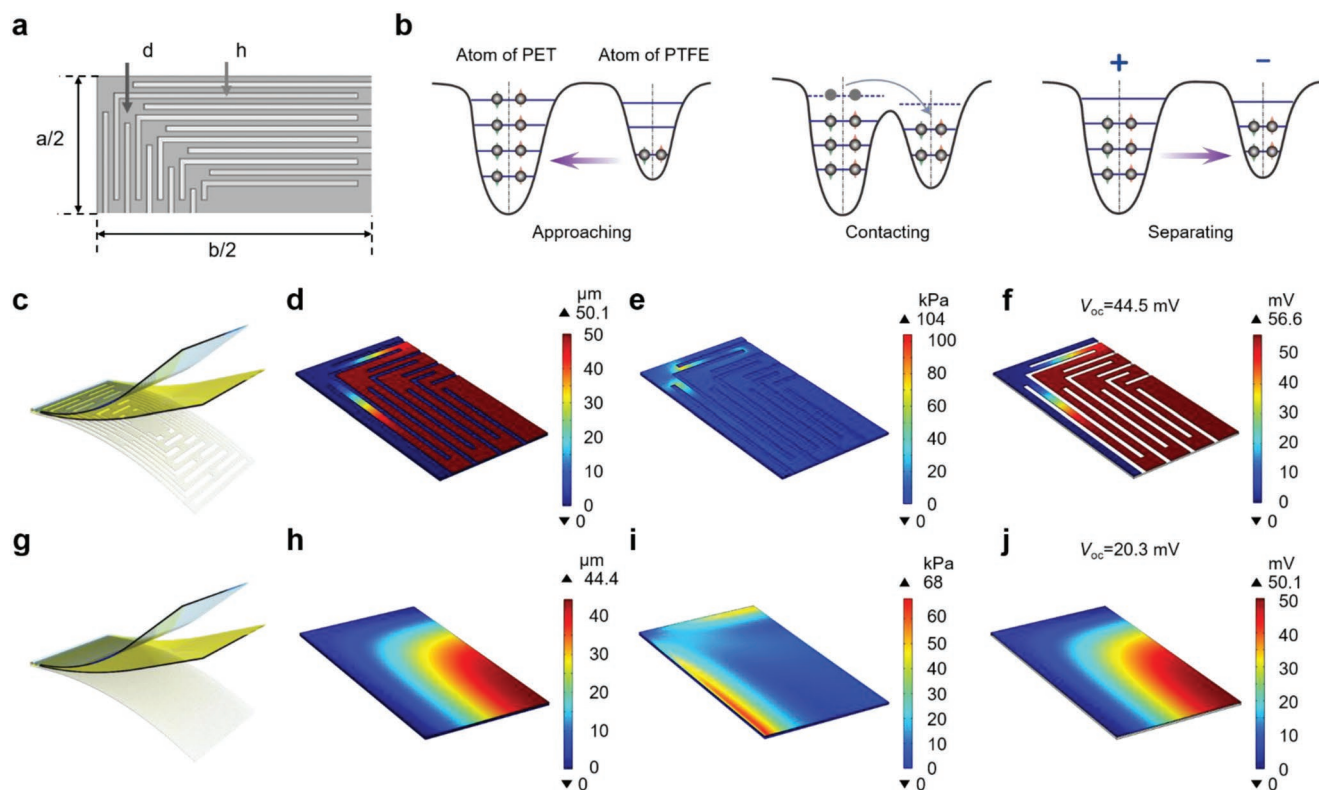 a
d
h
a/2
b/2
b
Atom of PET
Atom of PTFE
+
−
Approaching
Contacting
Separating
c
d
µm
▲ 50.1
50
40
30
20
10
0
▼ 0
e
kPa
▲ 104
100
80
60
40
20
0
▼ 0
f
Voc=44.5 mV
mV
▲ 56.6
50
40
30
20
10
0
▼ 0
g
h
µm
▲ 44.4
40
30
20
10
0
▼ 0
i
kPa
▲ 68
60
50
40
30
20
10
0
▼ 0
j
Voc=20.3 mV
mV
▲ 50.1
50
40
30
20
10
0
▼ 0